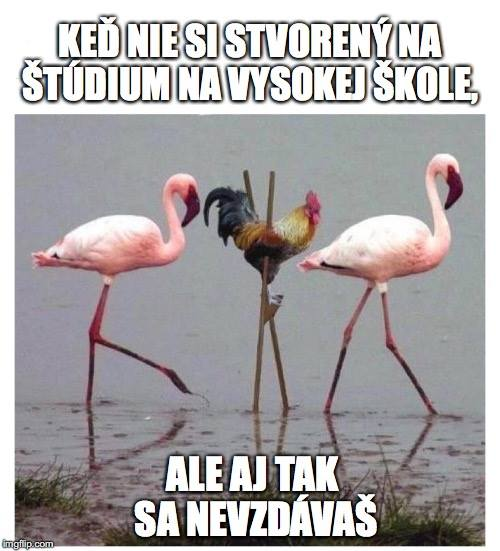 KEĎ NIE SI STVORENÝ NA
ŠTÚDIUM NA VYSOKEJ ŠKOLE,
ALE AJ TAK
SA NEVZDÁVAŠ
imgflip.com